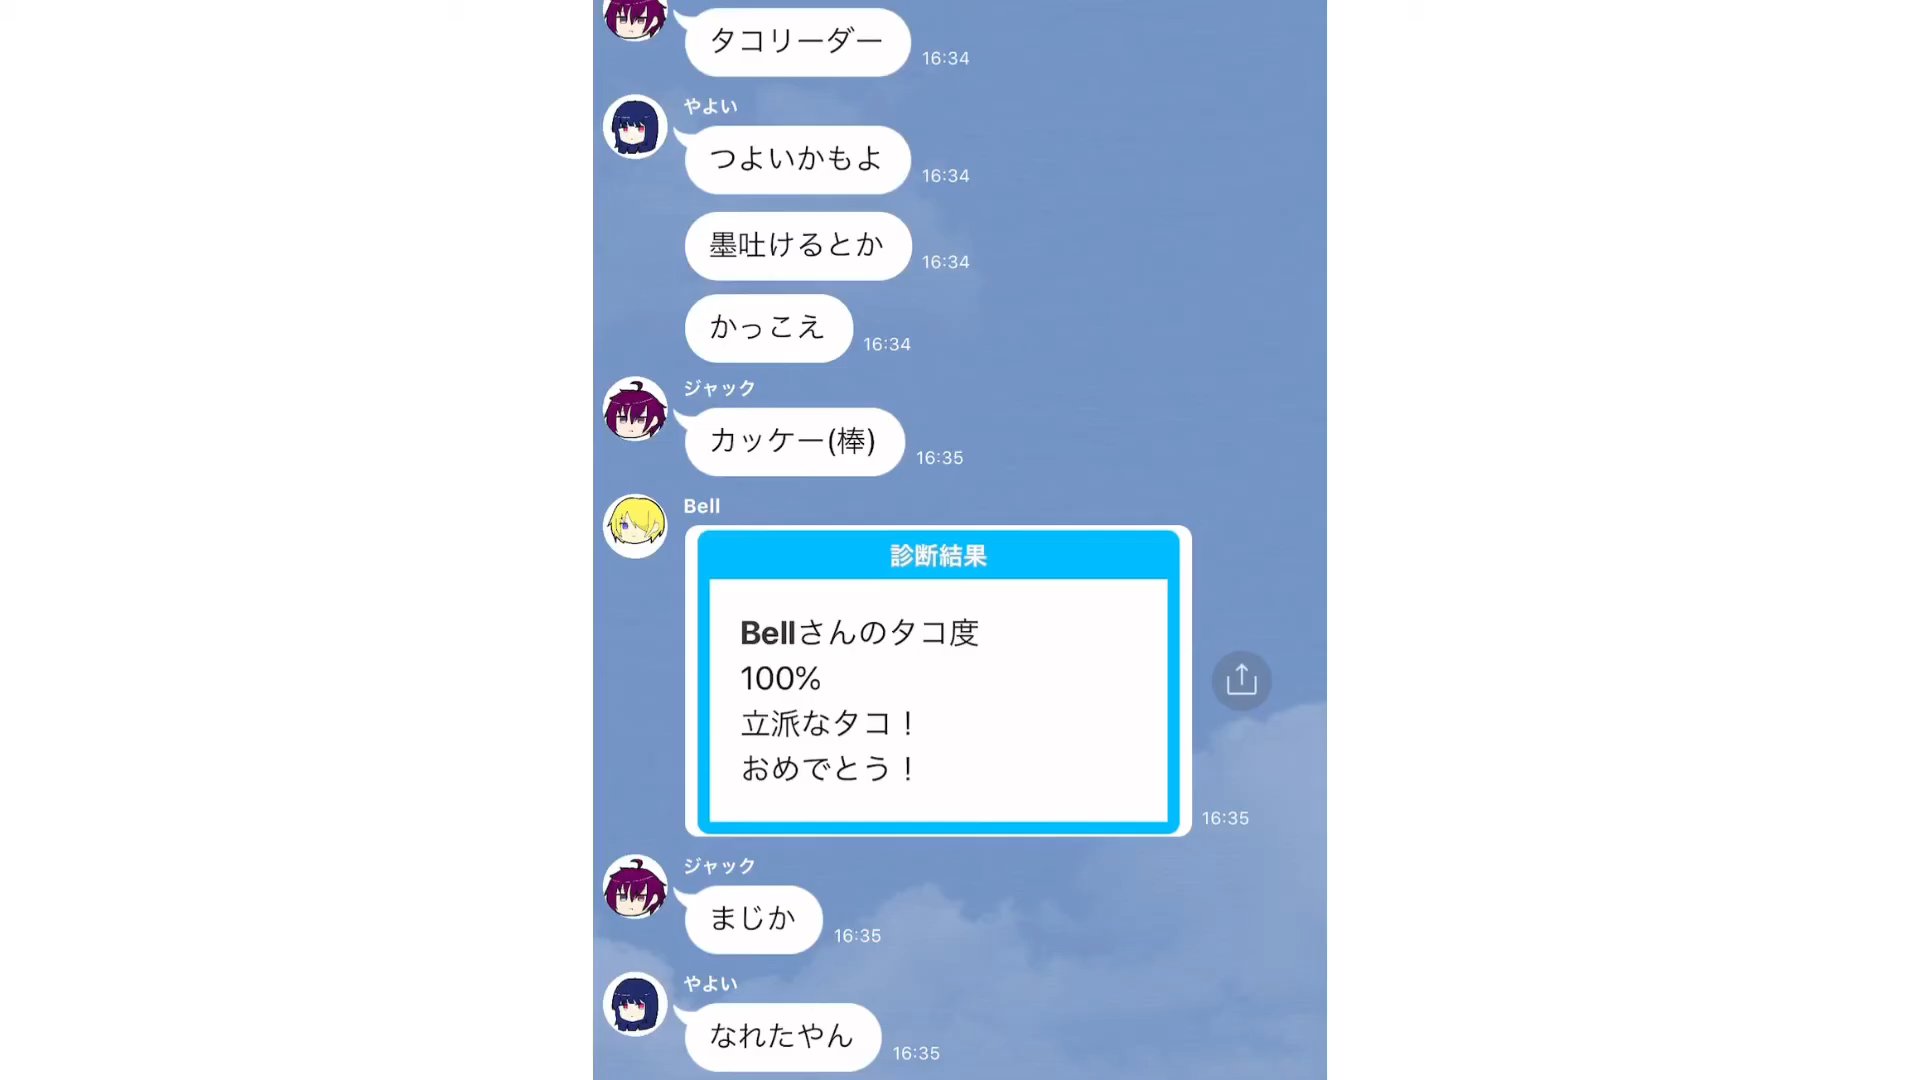 タコリーダー
16:34
やよい
つよいかもよ
16:34
墨吐けるとか
16:34
かっこえ
16:34
ジャック
カッケー(棒)
16:35
Bell
診断結果
Bellさんのタコ度
100%
立派なタコ！
おめでとう！
16:35
ジャック
まじか
16:35
やよい
なれたやん
16:35